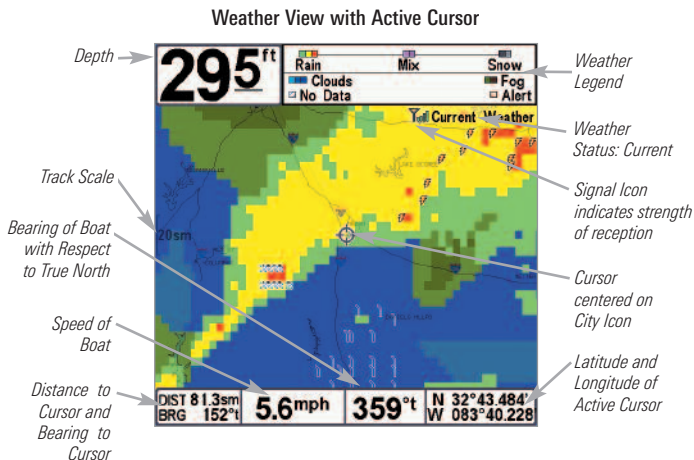 Weather View with Active Cursor
Depth
295 ft
Rain Mix Snow
Clouds Fog
No Data Alert
Weather
Legend
Current Weather
Weather
Status: Current
Track Scale
20sm
Signal Icon
indicates strength
of reception
Bearing of Boat
with Respect
to True North
Cursor
centered on
City Icon
Speed of
Boat
Latitude and
Longitude of
Active Cursor
Distance to
Cursor and
Bearing to
Cursor
DIST 81.3sm
BRG 152°t
5.6mph
359°t
N 32°43.484'
W 083°40.228'